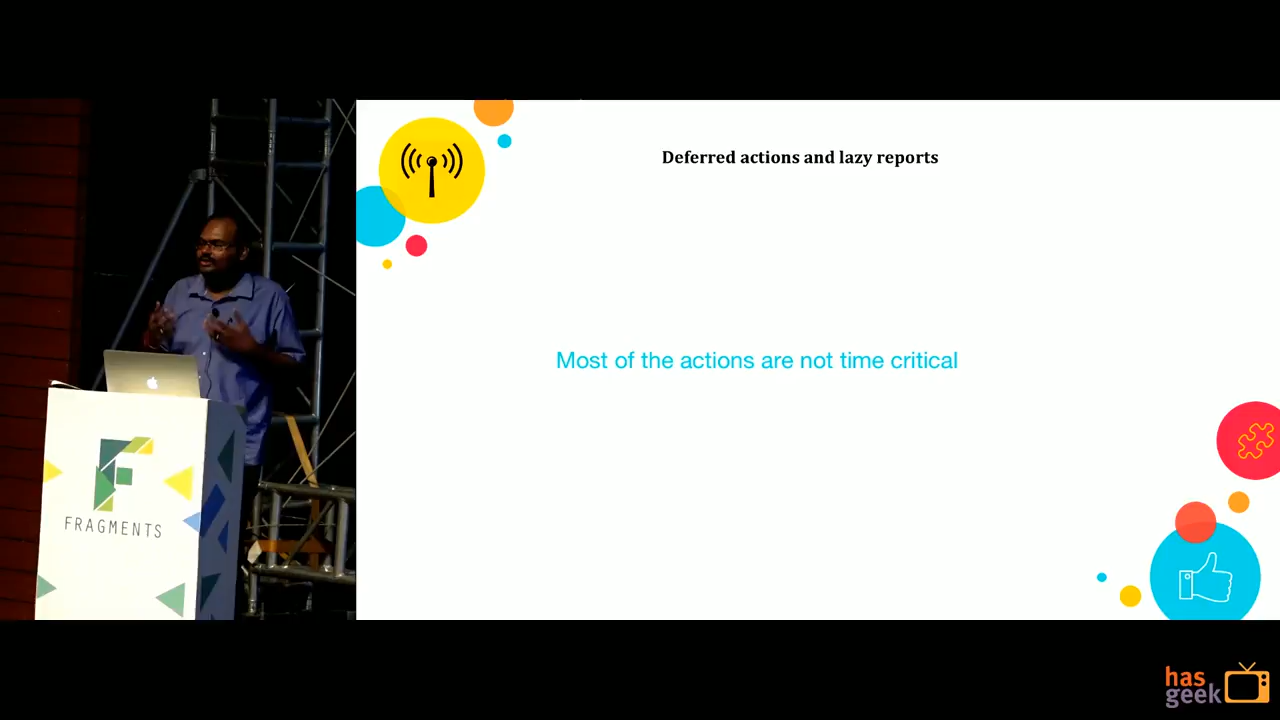 Deferred actions and lazy reports
Most of the actions are not time critical
FRAGMENTS
has
geek